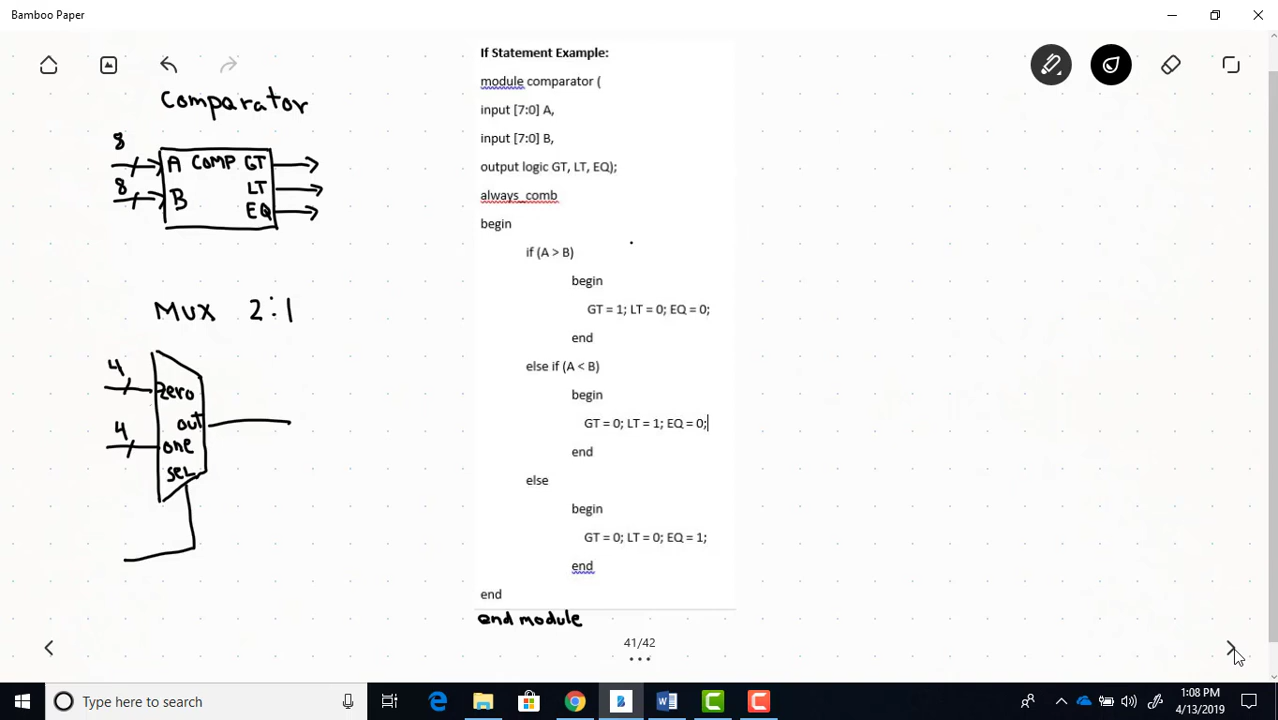 Bamboo Paper
Comparator
8
A COMP GT
8
B
LT
EQ
Mux 2:1
4
zero
out
4
one
sel
If Statement Example:
module comparator (
input [7:0] A,
input [7:0] B,
output logic GT, LT, EQ);
always_comb
begin
if (A > B)
begin
GT = 1; LT = 0; EQ = 0;
end
else if (A < B)
begin
GT = 0; LT = 1; EQ = 0;
end
else
begin
GT = 0; LT = 0; EQ = 1;
end
end
end module
41/42
Type here to search
1:08 PM
4/13/2019